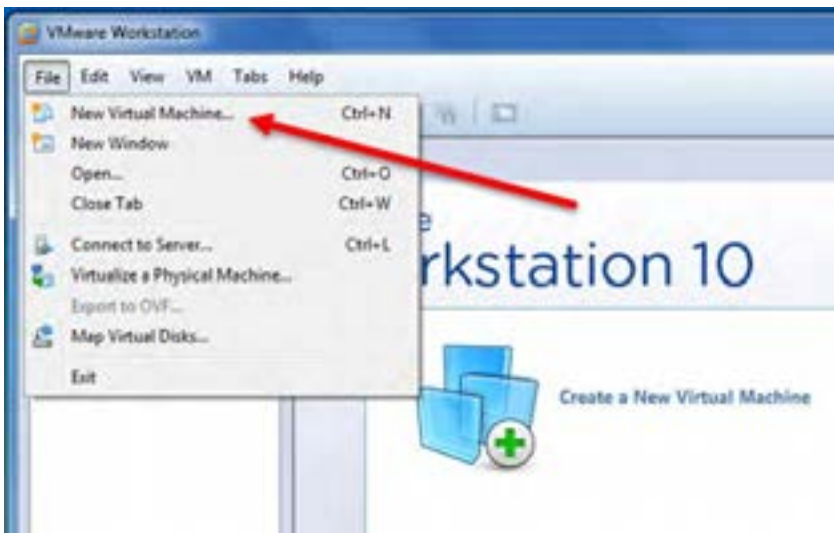 VMware Workstation
File Edit View VM Tabs Help
New Virtual Machine... Ctrl+N
New Window
Open... Ctrl+O
Close Tab Ctrl+W
Connect to Server... Ctrl+L
Virtualize a Physical Machine...
Export to OVF...
Map Virtual Disks...
Exit
e
rkstation 10
Create a New Virtual Machine